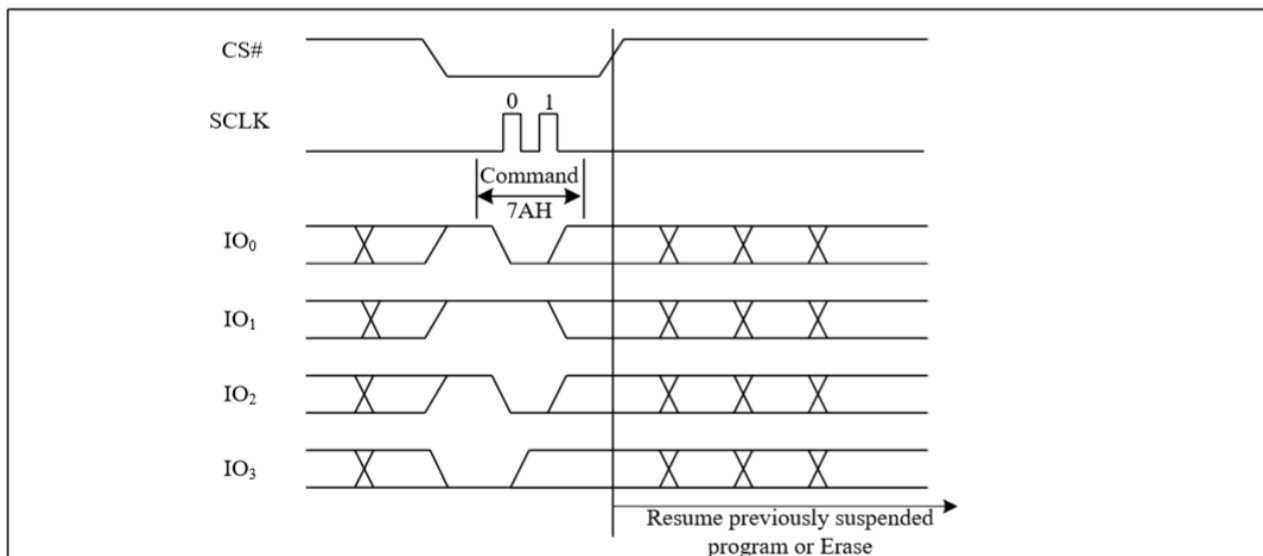 CS#
0 1
SCLK
Command
7AH
IO₀
IO₁
IO₂
IO₃
Resume previously suspended
program or Erase